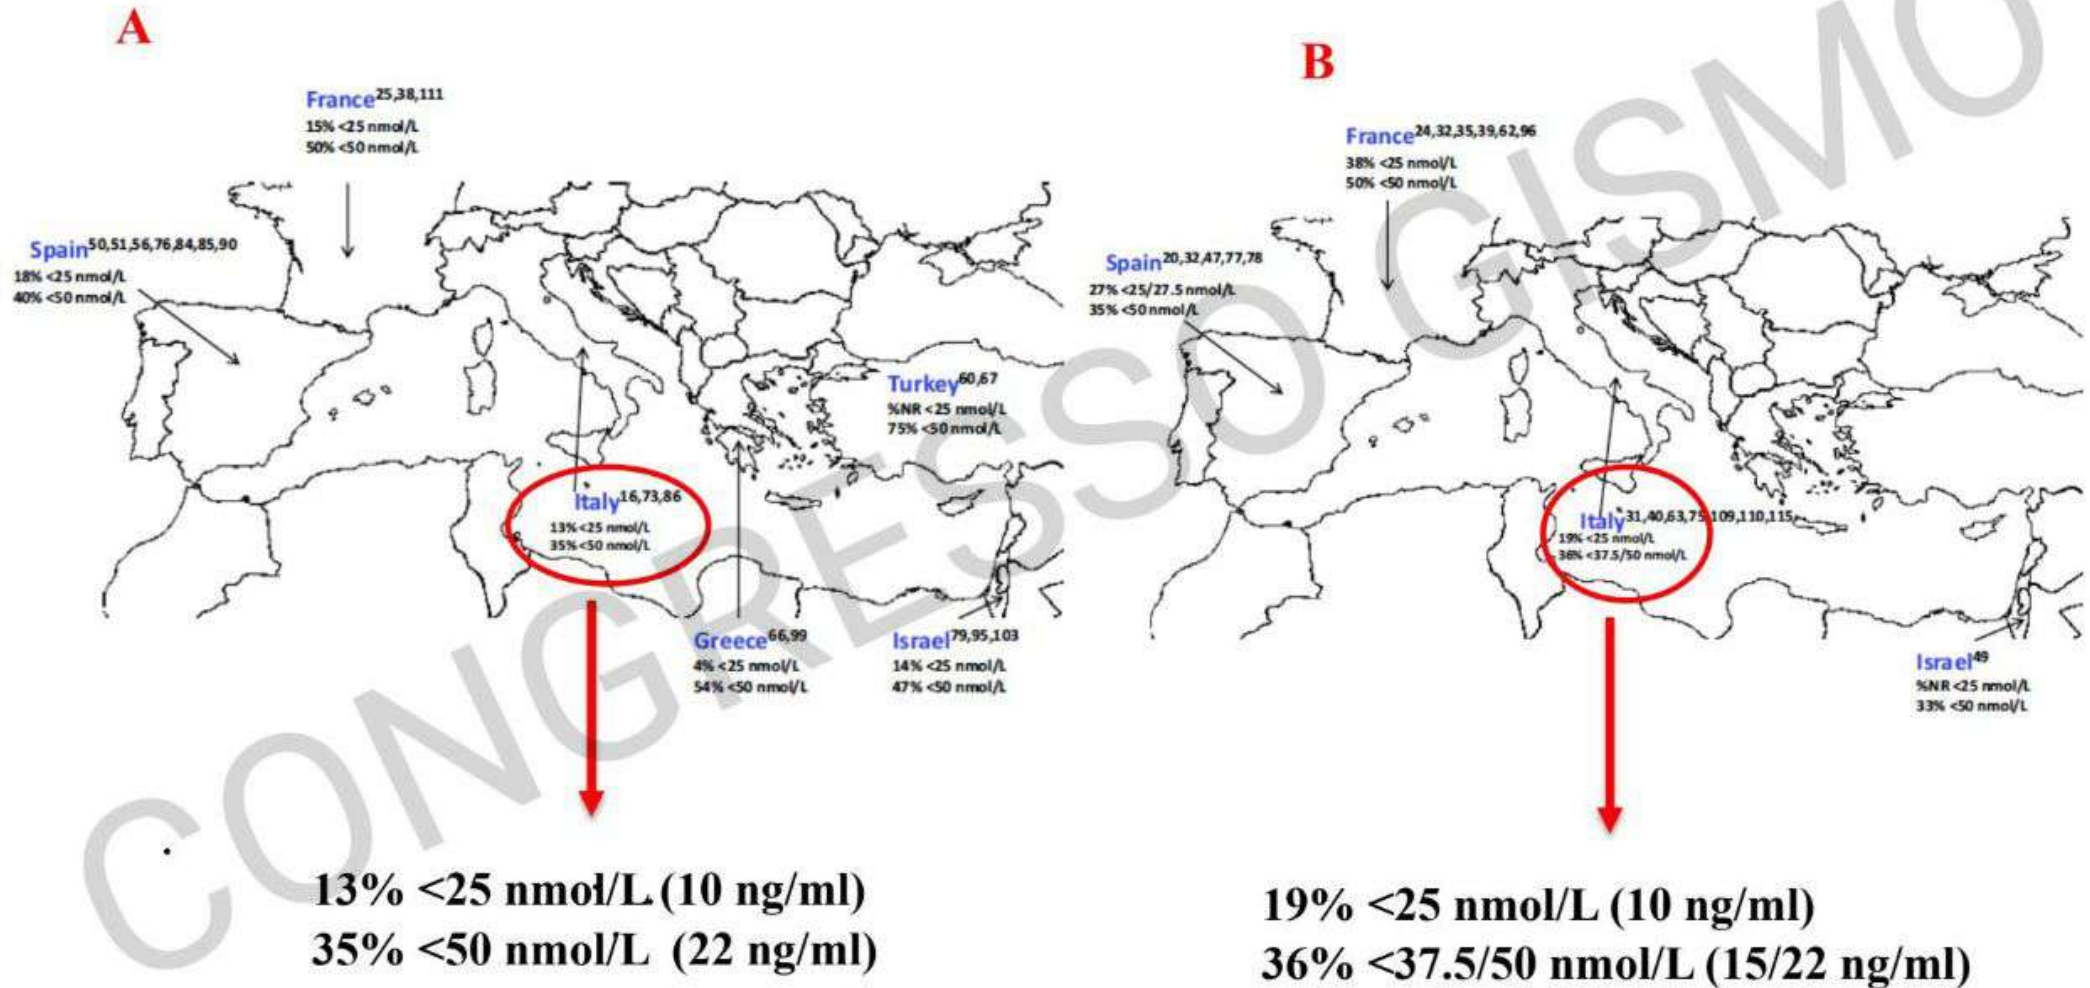 A
France25,38,111
15% <25 nmol/L
50% <50 nmol/L
Spain50,51,56,76,84,85,90
18% <25 nmol/L
40% <50 nmol/L
Turkey60,67
%NR <25 nmol/L
75% <50 nmol/L
Italy16,73,86
13% <25 nmol/L
35% <50 nmol/L
Greece66,99
4% <25 nmol/L
54% <50 nmol/L
Israel79,95,103
14% <25 nmol/L
47% <50 nmol/L
13% <25 nmol/L (10 ng/ml)
35% <50 nmol/L (22 ng/ml)
B
France24,32,35,39,62,96
38% <25 nmol/L
50% <50 nmol/L
Spain20,32,47,77,78
27% <25/27.5 nmol/L
35% <50 nmol/L
Italy31,40,63,75,109,110,115,
19% <25 nmol/L
36% <37.5/50 nmol/L
Israel49
%NR <25 nmol/L
33% <50 nmol/L
19% <25 nmol/L (10 ng/ml)
36% <37.5/50 nmol/L (15/22 ng/ml)
CONGRESSO GISMO